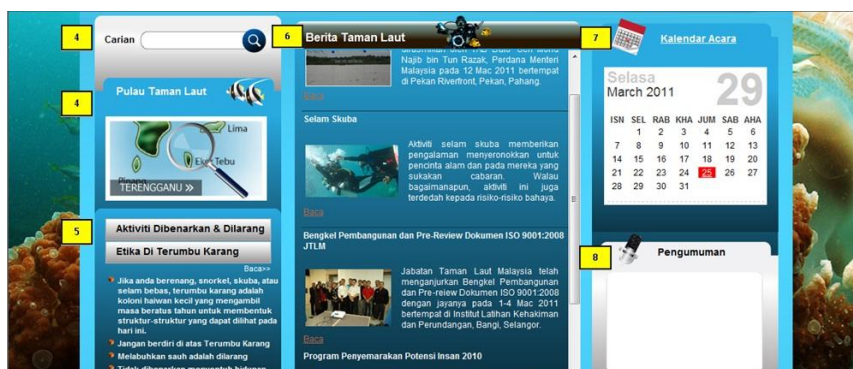 4
Carian
6
Berita Taman Laut
7
Kalendar Acara
Najib bin Tun Razak, Perdana Menteri
Malaysia pada 12 Mac 2011 bertempat
di Pekan Riverfront, Pekan, Pahang.
Baca
Selam Skuba
Aktiviti selam skuba memberikan
pengalaman menyeronokkan untuk
pencinta alam dan pada mereka yang
sukakan cabaran. Walau
bagaimanapun, aktiviti ini juga
terdedah kepada risiko-risiko bahaya.
Baca
Bengkel Pembangunan dan Pre-Review Dokumen ISO 9001:2008
JTLM
Jabatan Taman Laut Malaysia telah
menganjurkan Bengkel Pembangunan
dan Pre-reiew Dokumen ISO 9001:2008
dengan jayanya pada 1-4 Mac 2011
bertempat di Institut Latihan Kehakiman
dan Perundangan, Bangi, Selangor.
Baca
Program Penyemarakan Potensi Insan 2010
4
Pulau Taman Laut
Lima
Tebu
TERENGGANU »
5
Aktiviti Dibenarkan & Dilarang
Etika Di Terumbu Karang
Baca>>
Jika anda berenang, snorkel, skuba, atau
selam bebas, terumbu karang adalah
koloni haiwan kecil yang mengambil
masa beratus tahun untuk membentuk
struktur-struktur yang dapat dilihat pada
hari ini.
Jangan berdiri di atas Terumbu Karang
Melabuhkan sauh adalah dilarang
Selasa
March 2011
29
ISN SEL RAB KHA JUM SAB AHA
1 2 3 4 5 6
7 8 9 10 11 12 13
14 15 16 17 18 19 20
21 22 23 24 25 26 27
28 29 30 31
8
Pengumuman